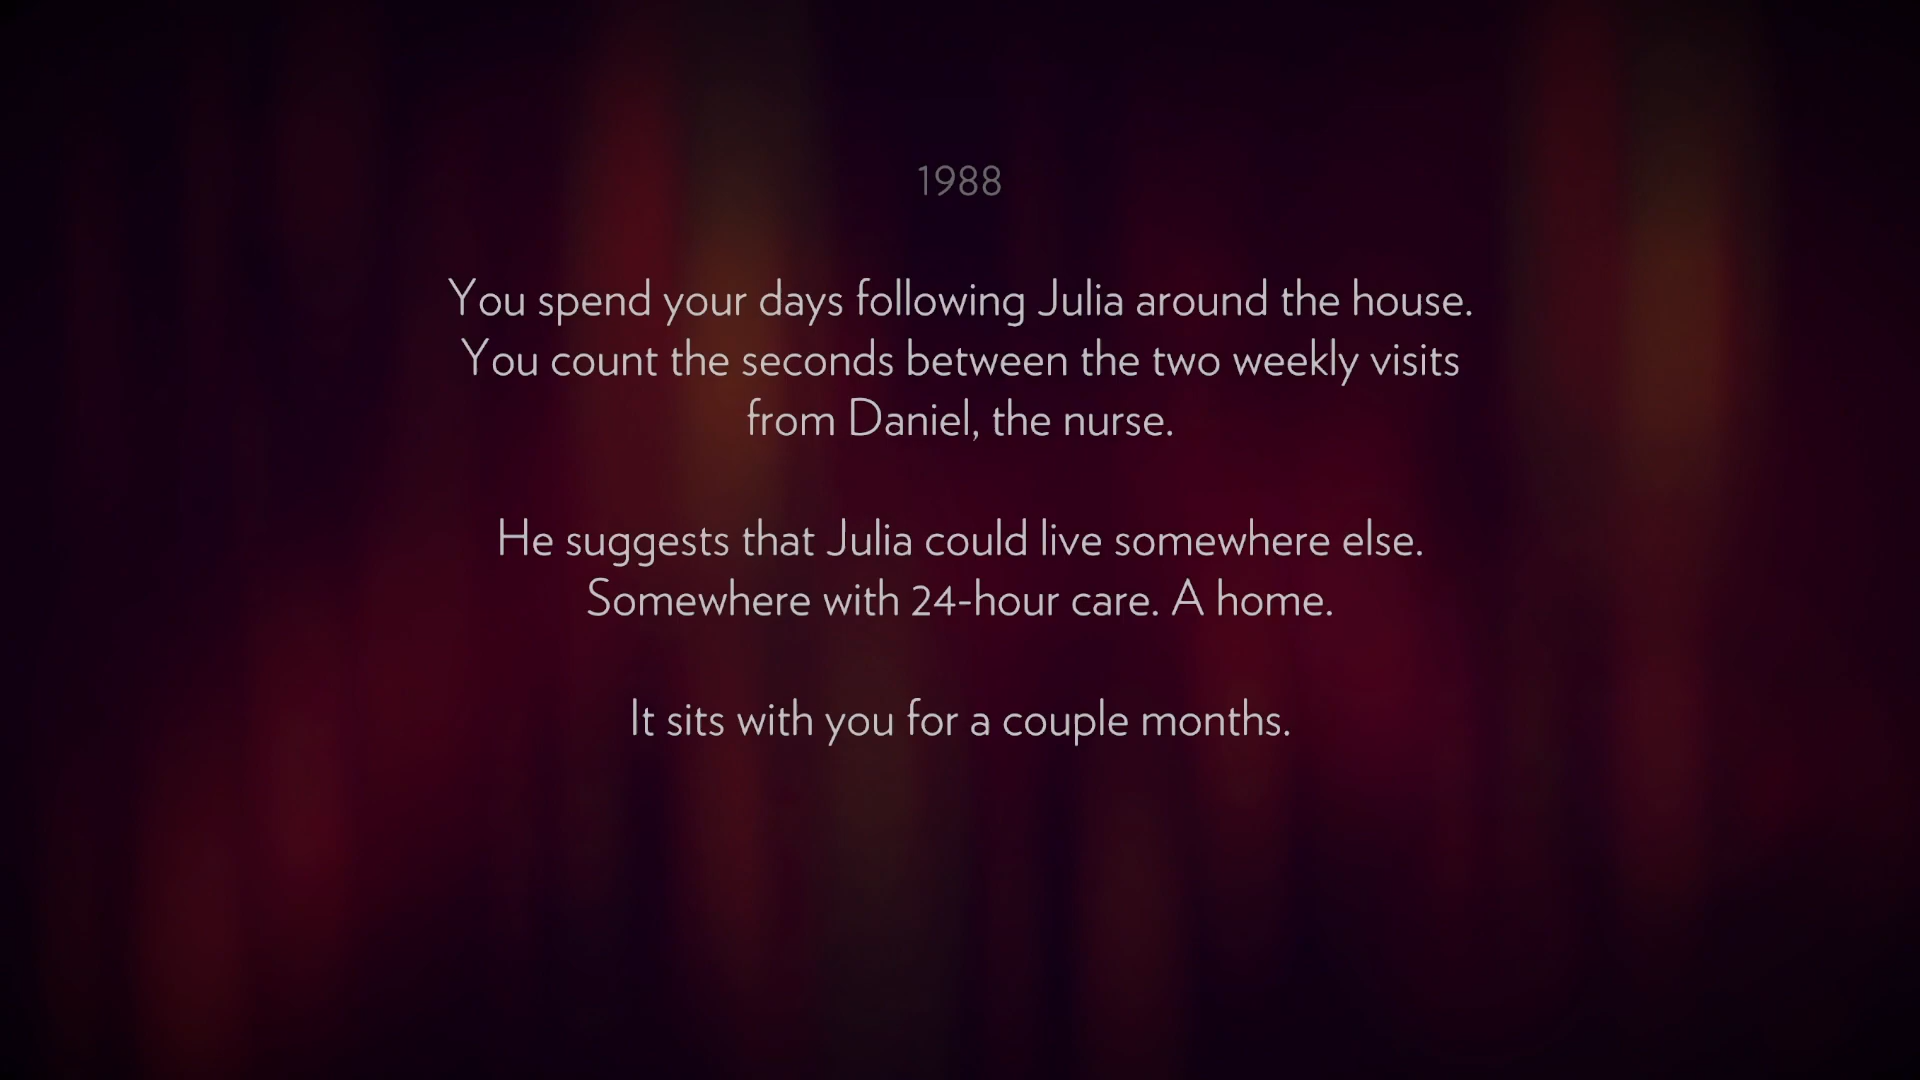 1988
You spend your days following Julia around the house.
You count the seconds between the two weekly visits
from Daniel, the nurse.
He suggests that Julia could live somewhere else.
Somewhere with 24-hour care. A home.
It sits with you for a couple months.